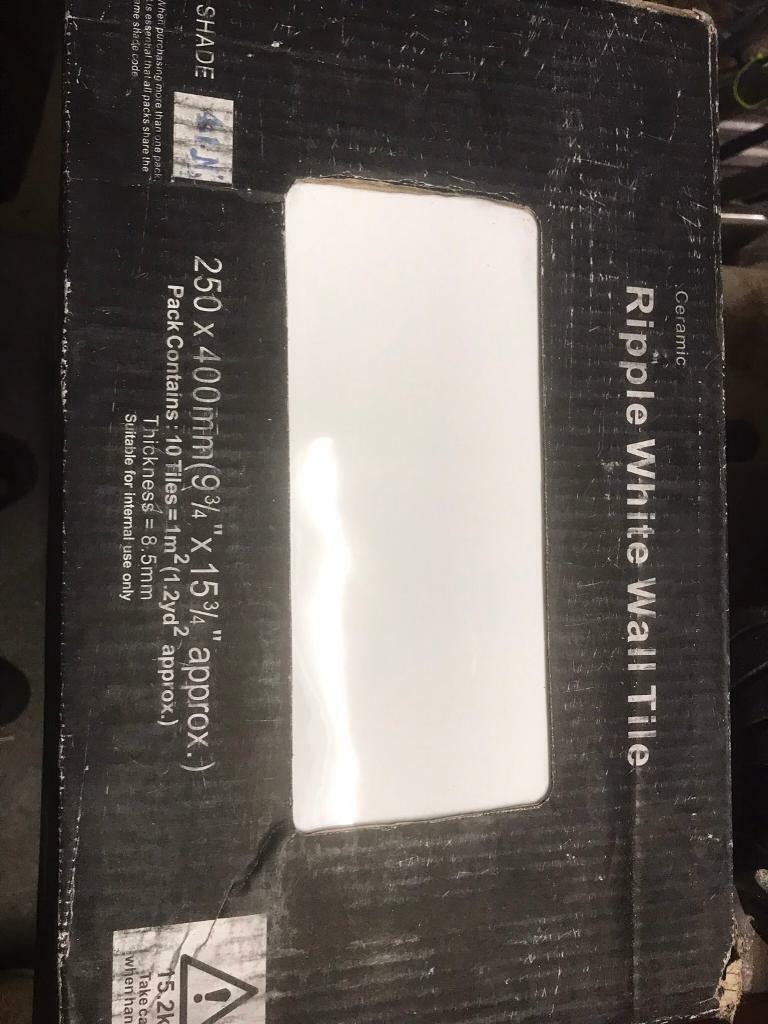 Ceramic
Ripple White Wall Tile
250 x 400mm(9¾" x 15¾" approx.)
Pack Contains : 10 Tiles = 1m² (1.2yd² approx.)
Thickness = 8.5mm
Suitable for internal use only
SHADE
When purchasing more than one pack,
is essential that all packs share the
ame shade code.
15.2k
Take ca
when han